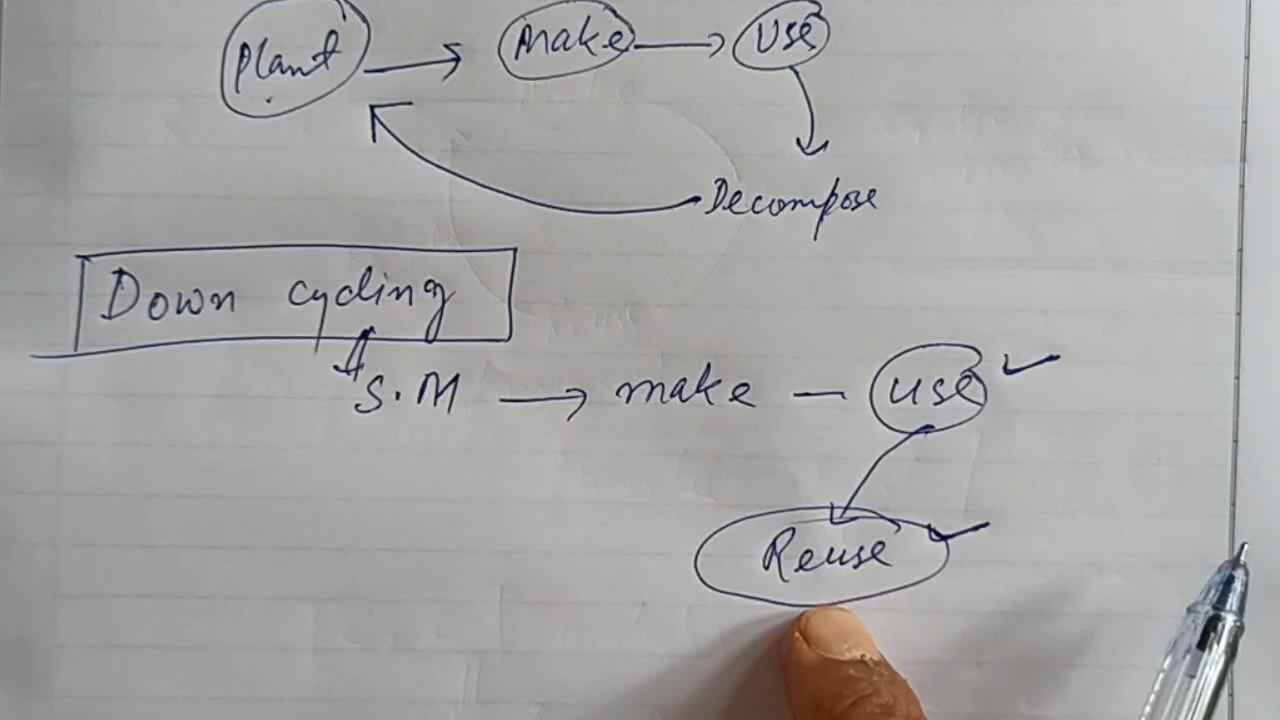 Plant → make → Use
Decompose
Down cycling
S.M → make — use ✓
Reuse ✓